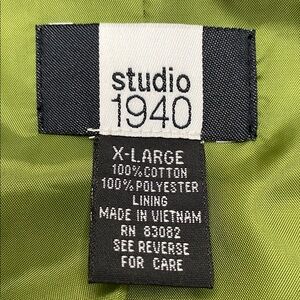 studio
1940
X-LARGE
100% COTTON
100% POLYESTER
LINING
MADE IN VIETNAM
RN 83082
SEE REVERSE
FOR CARE